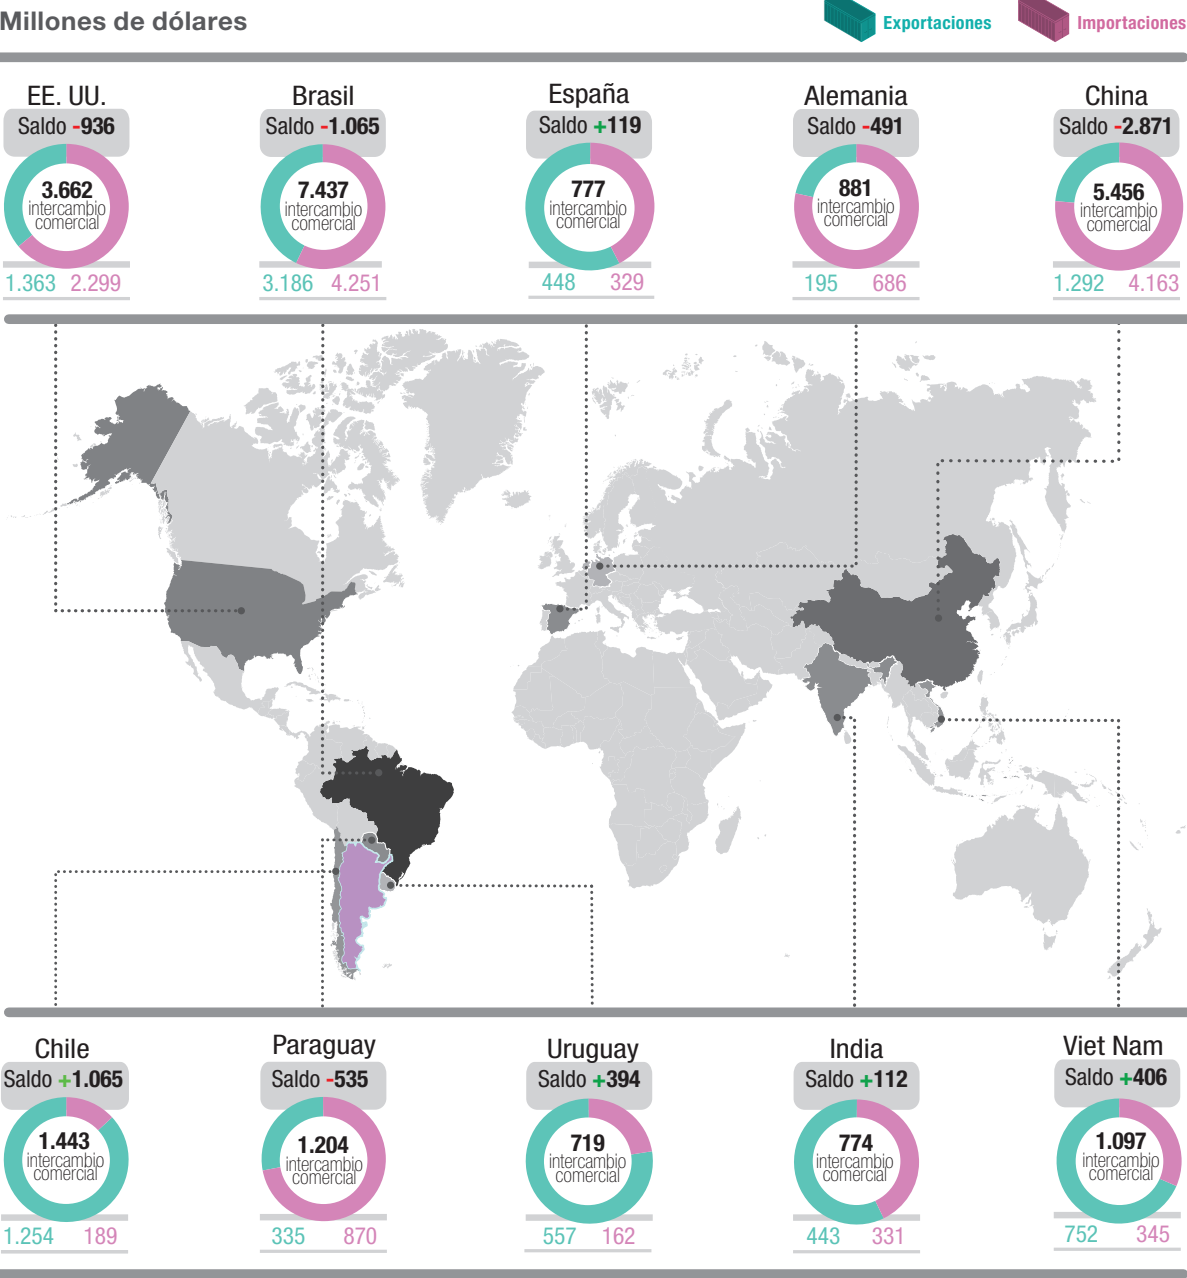 Millones de dólares
Exportaciones
Importaciones
EE. UU.
Saldo -936
3.662
intercambio
comercial
1.363 2.299
Brasil
Saldo -1.065
7.437
intercambio
comercial
3.186 4.251
España
Saldo +119
777
intercambio
comercial
448 329
Alemania
Saldo -491
881
intercambio
comercial
195 686
China
Saldo -2.871
5.456
intercambio
comercial
1.292 4.163
Chile
Saldo +1.065
1.443
intercambio
comercial
1.254 189
Paraguay
Saldo -535
1.204
intercambio
comercial
335 870
Uruguay
Saldo +394
719
intercambio
comercial
557 162
India
Saldo +112
774
intercambio
comercial
443 331
Viet Nam
Saldo +406
1.097
intercambio
comercial
752 345